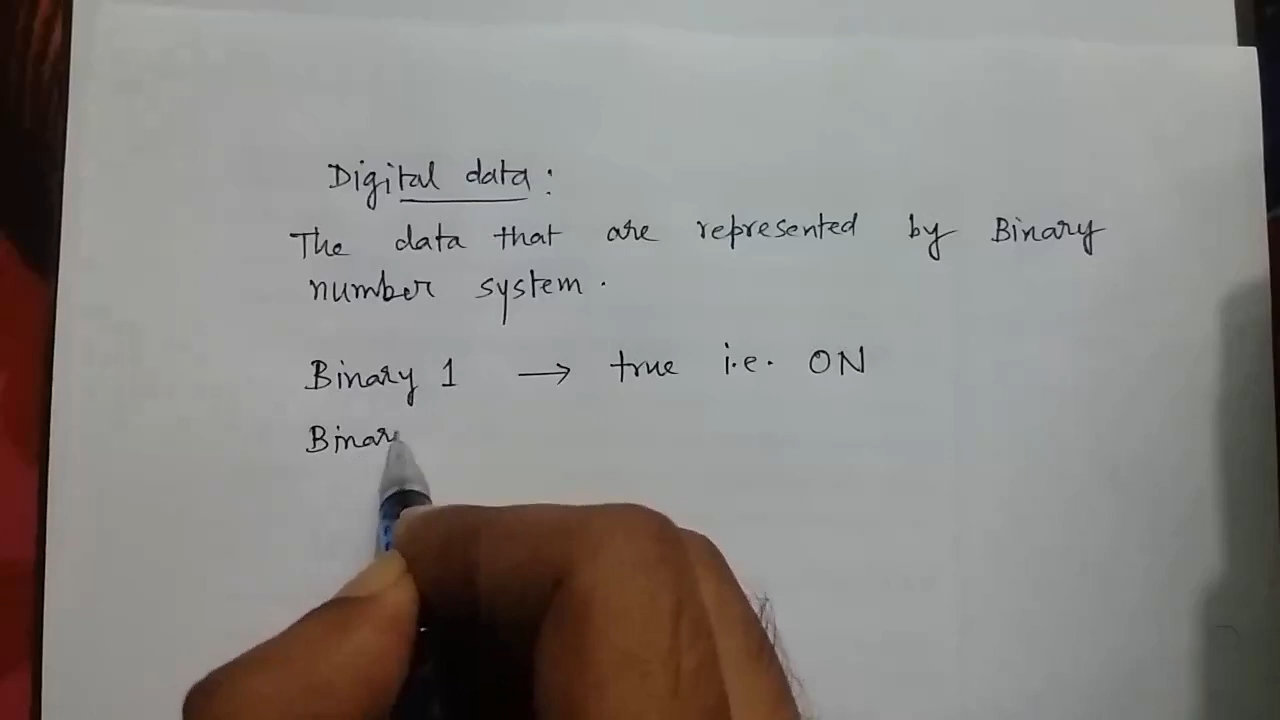 Digital data :
The data that are represented by Binary
number system.
Binary 1 → true i.e. ON
Binar